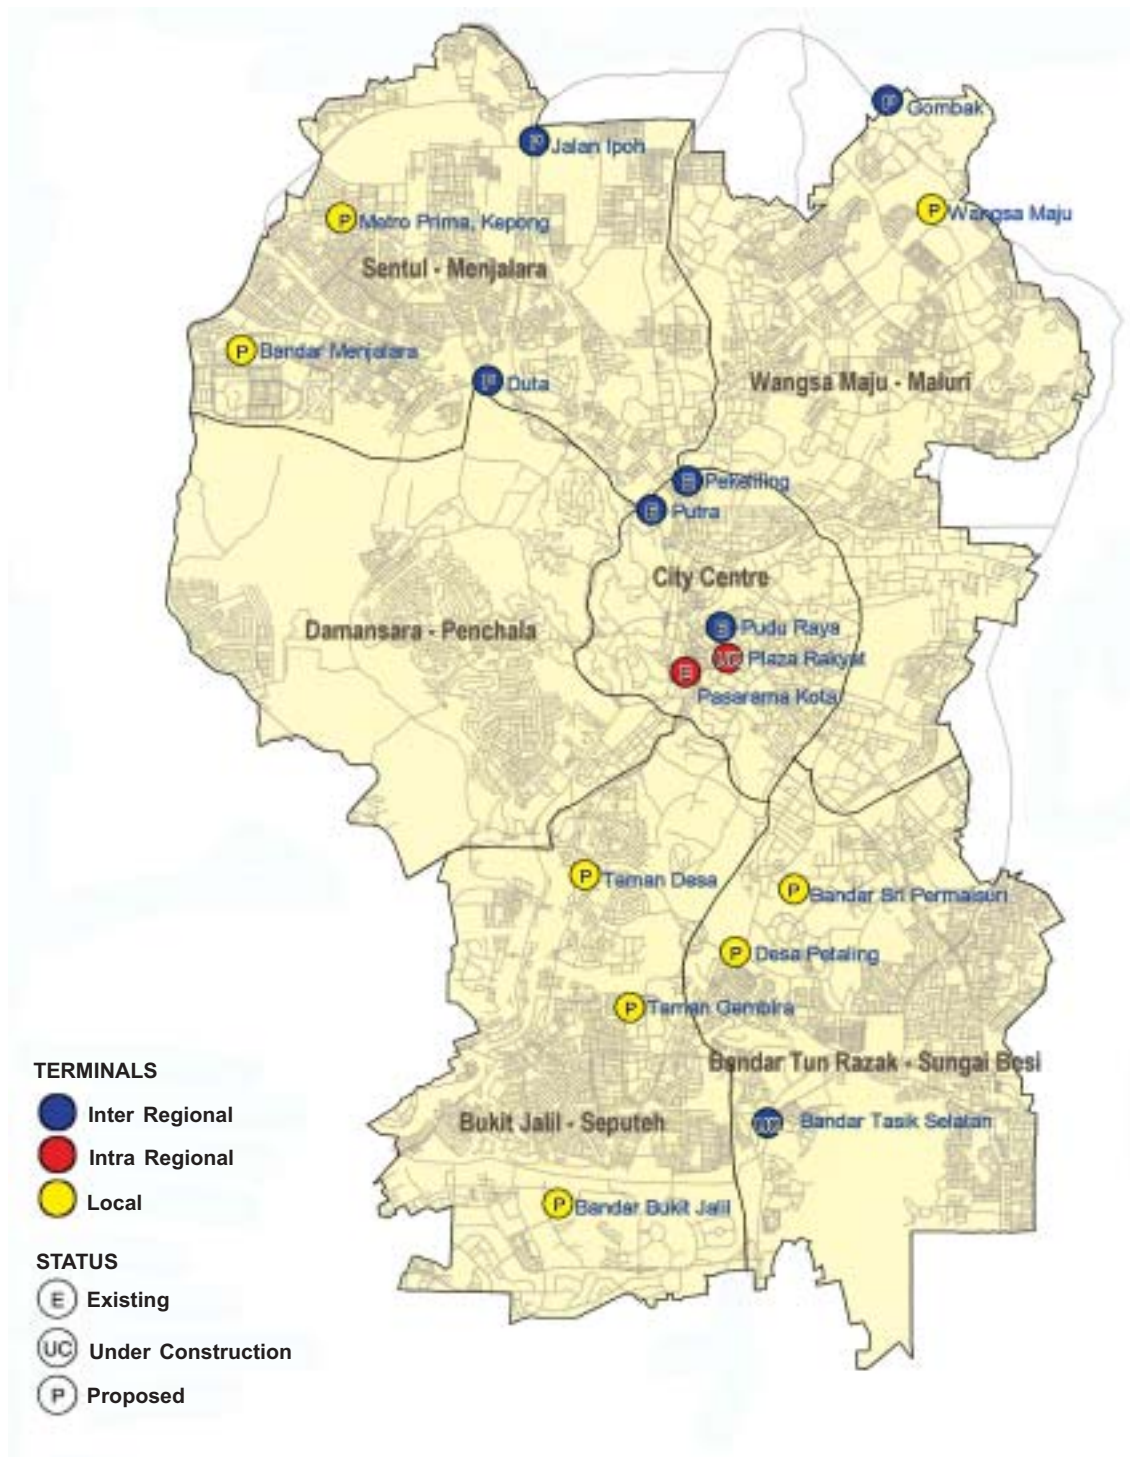 Gombak
P
Jalan Ipoh
P
P
Wangsa Maju
P
Metro Prima, Kepong
Sentul - Menjalara
P
Bandar Menjalara
P
Duta
Wangsa Maju - Maluri
E
Pekeliling
E
Putra
City Centre
E
Pudu Raya
Damansara - Penchala
UC
Plaza Rakyat
E
Pasarama Kota
P
Taman Desa
P
Bandar Sri Permaisuri
P
Desa Petaling
P
Taman Gembira
Bandar Tun Razak - Sungai Besi
Bukit Jalil - Seputeh
UC
Bandar Tasik Selatan
P
Bandar Bukit Jalil
TERMINALS
Inter Regional
Intra Regional
Local
STATUS
E
Existing
UC
Under Construction
P
Proposed